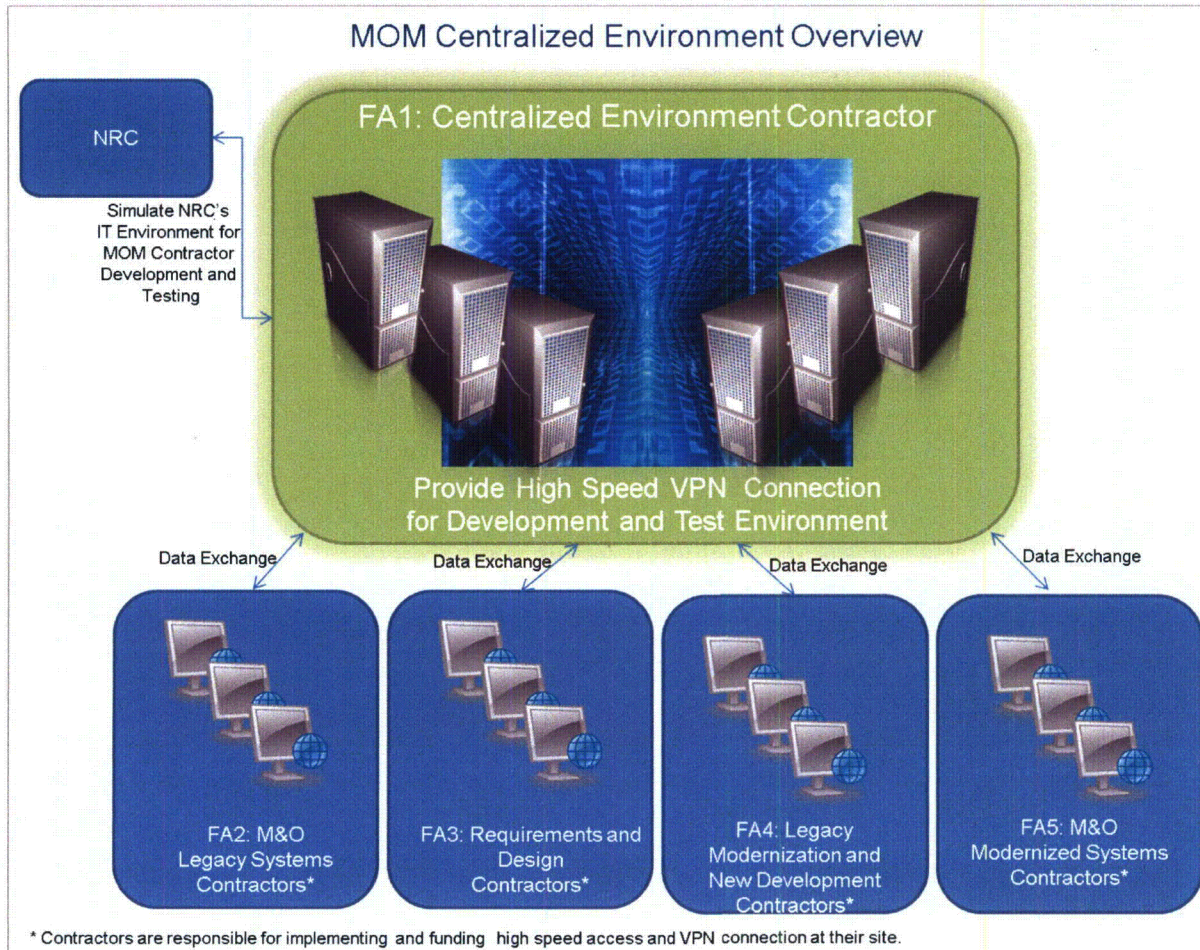 MOM Centralized Environment Overview
NRC
Simulate NRC's
IT Environment for
MOM Contractor
Development and
Testing
FA1: Centralized Environment Contractor
Provide High Speed VPN Connection
for Development and Test Environment
Data Exchange
Data Exchange
Data Exchange
Data Exchange
FA2: M&O
Legacy Systems
Contractors*
FA3: Requirements and
Design
Contractors*
FA4: Legacy
Modernization and
New Development
Contractors*
FA5: M&O
Modernized Systems
Contractors*
* Contractors are responsible for implementing and funding high speed access and VPN connection at their site.